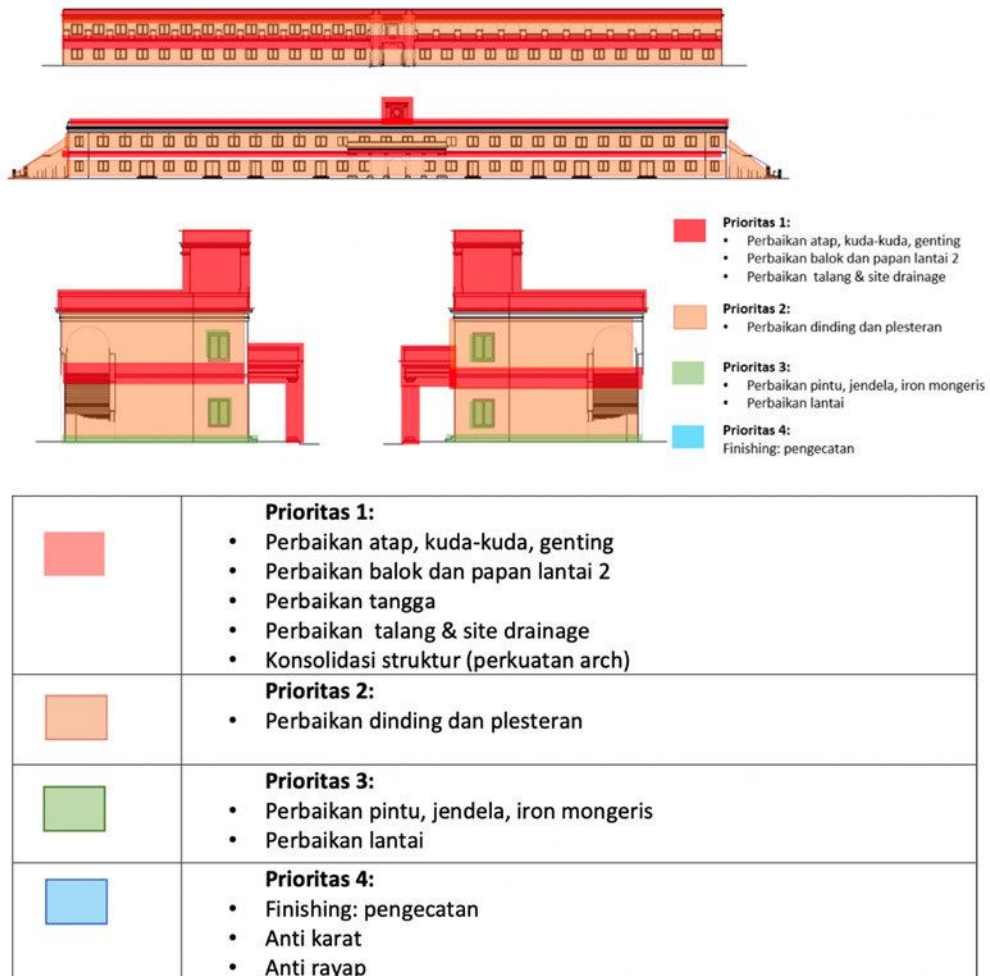 Prioritas 1:
• Perbaikan atap, kuda-kuda, genting
• Perbaikan balok dan papan lantai 2
• Perbaikan  talang & site drainage
Prioritas 2:
• Perbaikan dinding dan plesteran
Prioritas 3:
• Perbaikan pintu, jendela, iron mongeris
• Perbaikan lantai
Prioritas 4:
Finishing: pengecatan
Prioritas 1:
• Perbaikan atap, kuda-kuda, genting
• Perbaikan balok dan papan lantai 2
• Perbaikan tangga
• Perbaikan  talang & site drainage
• Konsolidasi struktur (perkuatan arch)
Prioritas 2:
• Perbaikan dinding dan plesteran
Prioritas 3:
• Perbaikan pintu, jendela, iron mongeris
• Perbaikan lantai
Prioritas 4:
• Finishing: pengecatan
• Anti karat
• Anti rayap